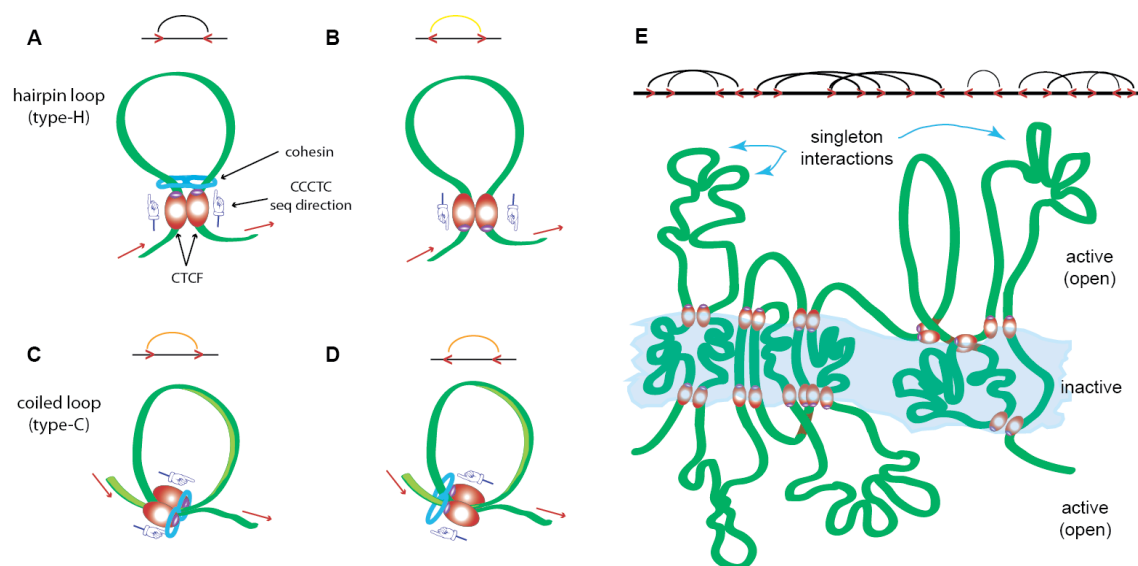 A
B
hairpin loop
(type-H)
cohesin
CCCTC
seq direction
CTCF
C
D
coiled loop
(type-C)
E
singleton
interactions
active
(open)
inactive
active
(open)